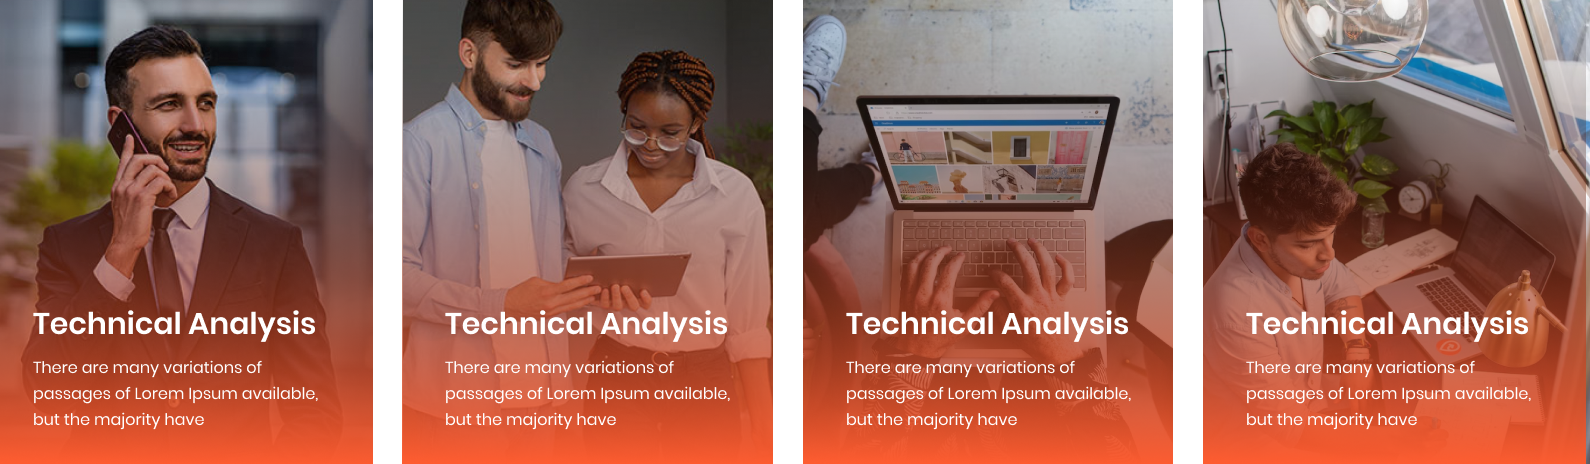 Technical Analysis
There are many variations of
passages of Lorem Ipsum available,
but the majority have
Technical Analysis
There are many variations of
passages of Lorem Ipsum available,
but the majority have
Technical Analysis
There are many variations of
passages of Lorem Ipsum available,
but the majority have
Technical Analysis
There are many variations of
passages of Lorem Ipsum available,
but the majority have